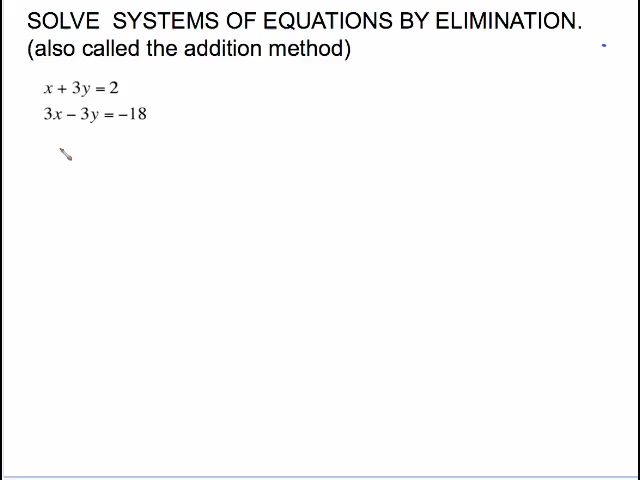 SOLVE  SYSTEMS OF EQUATIONS BY ELIMINATION.
(also called the addition method)
x + 3y = 2
3x − 3y = −18